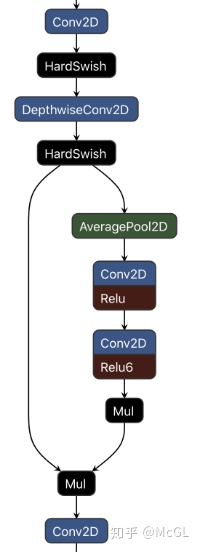 Conv2D
HardSwish
DepthwiseConv2D
HardSwish
AveragePool2D
Conv2D
Relu
Conv2D
Relu6
Mul
Mul
Conv2D
知乎 @McGL